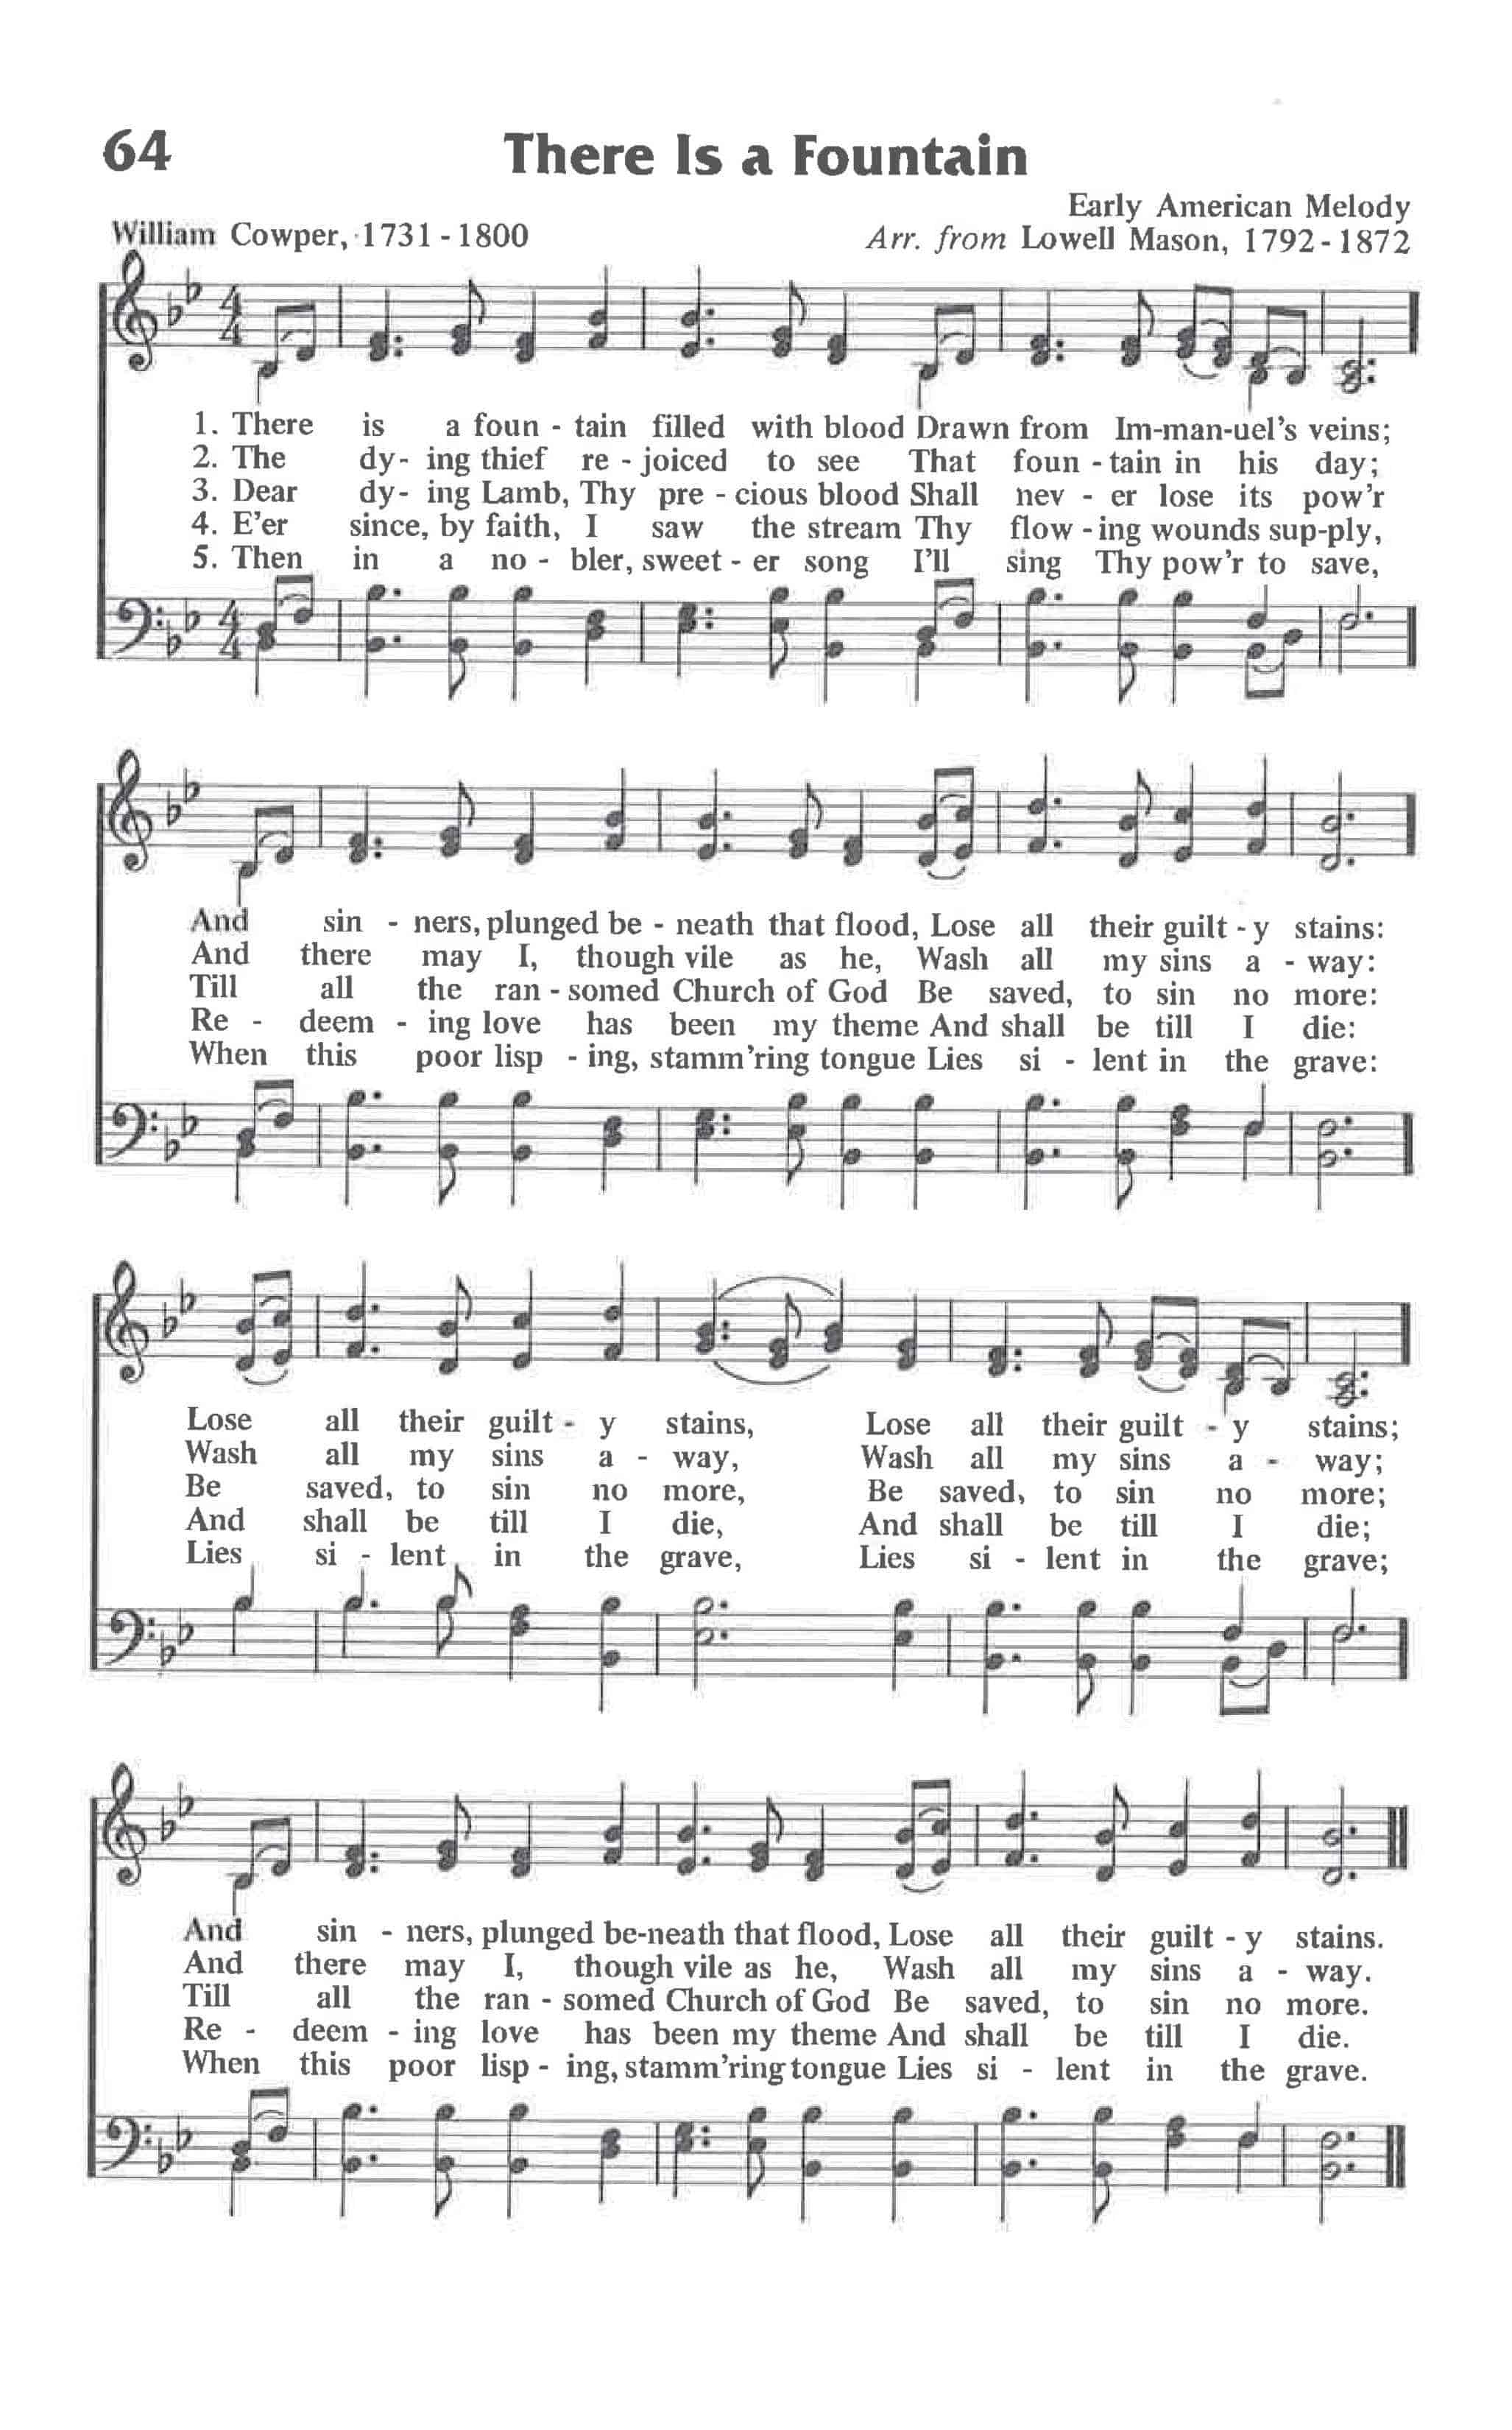 64 There Is a Fountain
Early American Melody
William Cowper, 1731-1800 Arr. from Lowell Mason, 1792-1872
1. There is a foun - tain filled with blood Drawn from Im-man-uel's veins;
2. The dy- ing thief re - joiced to see That foun - tain in his day;
3. Dear dy- ing Lamb, Thy pre - cious blood Shall nev - er lose its pow'r
4. E'er since, by faith, I saw the stream Thy flow - ing wounds sup-ply,
5. Then in a no - bler, sweet - er song I'll sing Thy pow'r to save,
And sin - ners, plunged be - neath that flood, Lose all their guilt - y stains:
And there may I, though vile as he, Wash all my sins a - way:
Till all the ran - somed Church of God Be saved, to sin no more:
Re - deem - ing love has been my theme And shall be till I die:
When this poor lisp - ing, stamm'ring tongue Lies si - lent in the grave:
Lose all their guilt - y stains, Lose all their guilt - y stains;
Wash all my sins a - way, Wash all my sins a - way;
Be saved, to sin no more, Be saved, to sin no more;
And shall be till I die, And shall be till I die;
Lies si - lent in the grave, Lies si - lent in the grave;
And sin - ners, plunged be-neath that flood, Lose all their guilt - y stains.
And there may I, though vile as he, Wash all my sins a - way.
Till all the ran - somed Church of God Be saved, to sin no more.
Re - deem - ing love has been my theme And shall be till I die.
When this poor lisp - ing, stamm'ring tongue Lies si - lent in the grave.